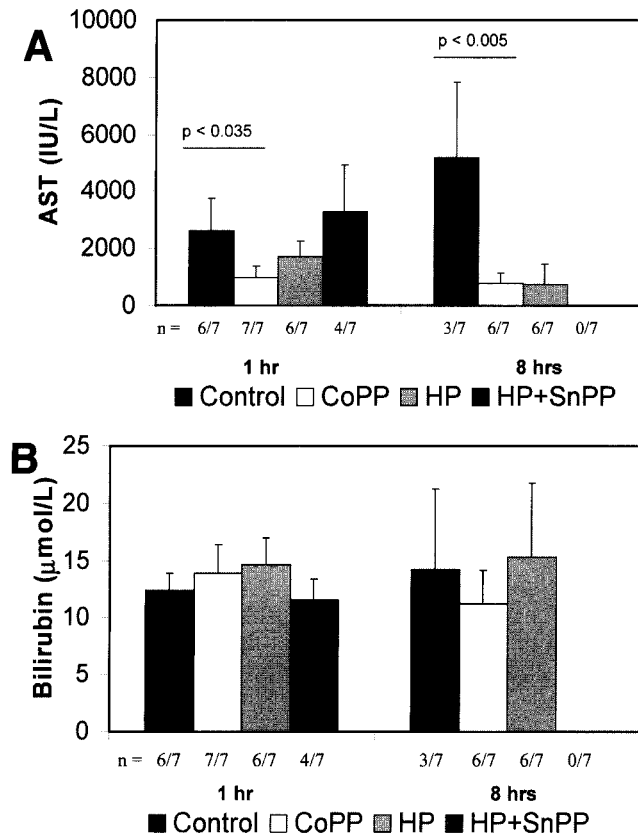 A
10000
8000
6000
4000
2000
0
AST (IU/L)
p < 0.035
p < 0.005
n = 6/7 7/7 6/7 4/7 3/7 6/7 6/7 0/7
1 hr 8 hrs
Control CoPP HP HP+SnPP
B
25
20
15
10
5
0
Bilirubin (μmol/L)
n = 6/7 7/7 6/7 4/7 3/7 6/7 6/7 0/7
1 hr 8 hrs
Control CoPP HP HP+SnPP